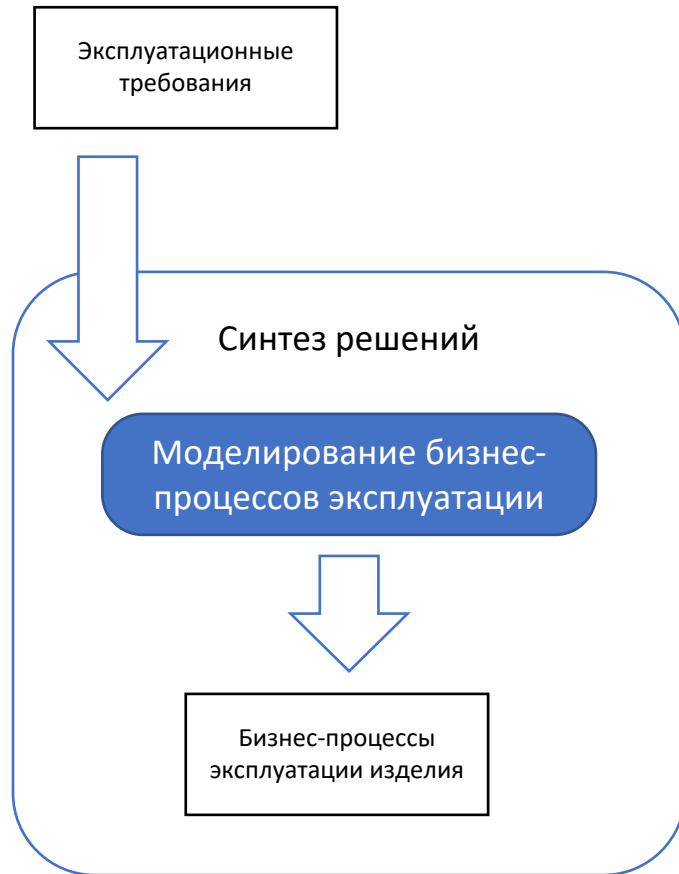 Эксплуатационные
требования
Синтез решений
Моделирование бизнес-
процессов эксплуатации
Бизнес-процессы
эксплуатации изделия